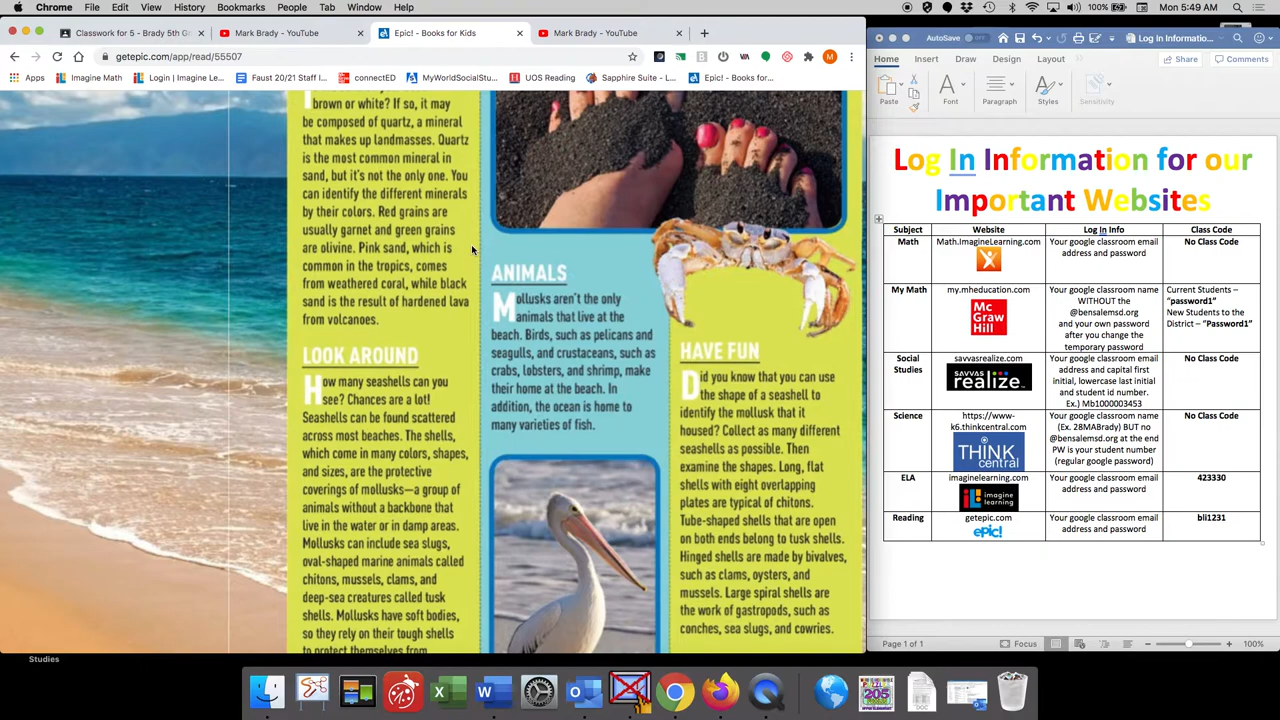 Chrome File Edit View History Bookmarks People Tab Window Help 100% Mon 5:49 AM
Classwork for 5 - Brady 5th Gr Mark Brady - YouTube Epic! - Books for Kids Mark Brady - YouTube
getepic.com/app/read/55507
Apps Imagine Math Login | Imagine Le... Faust 20/21 Staff I... connectED MyWorldSocialStu... UOS Reading Sapphire Suite - L... Epic! - Books for...
brown or white? If so, it may
be composed of quartz, a mineral
that makes up landmasses. Quartz
is the most common mineral in
sand, but it's not the only one. You
can identify the different minerals
by their colors. Red grains are
usually garnet and green grains
are olivine. Pink sand, which is
common in the tropics, comes
from weathered coral, while black
sand is the result of hardened lava
from volcanoes.
LOOK AROUND
How many seashells can you
see? Chances are a lot!
Seashells can be found scattered
across most beaches. The shells,
which come in many colors, shapes,
and sizes, are the protective
coverings of mollusks—a group of
animals without a backbone that
live in the water or in damp areas.
Mollusks can include sea slugs,
oval-shaped marine animals called
chitons, mussels, clams, and
deep-sea creatures called tusk
shells. Mollusks have soft bodies,
so they rely on their tough shells
to protect themselves from
ANIMALS
Mollusks aren't the only
animals that live at the
beach. Birds, such as pelicans and
seagulls, and crustaceans, such as
crabs, lobsters, and shrimp, make
their home at the beach. In
addition, the ocean is home to
many varieties of fish.
HAVE FUN
Did you know that you can use
the shape of a seashell to
identify the mollusk that it
housed? Collect as many different
seashells as possible. Then
examine the shapes. Long, flat
shells with eight overlapping
plates are typical of chitons.
Tube-shaped shells that are open
on both ends belong to tusk shells.
Hinged shells are made by bivalves,
such as clams, oysters, and
mussels. Large spiral shells are
the work of gastropods, such as
conches, sea slugs, and cowries.
Studies
AutoSave OFF Log In Informatio...
Home Insert Draw Design Layout Share Comments
Paste Font Paragraph Styles Sensitivity
Log In Information for our
Important Websites
Subject Website Log In Info Class Code
Math
Math.ImagineLearning.com
Your google classroom email
address and password
No Class Code
My Math
my.mheducation.com
Mc
Graw
Hill
Your google classroom name
WITHOUT the
@bensalemsd.org
and your own password
after you change the
temporary password
Current Students –
"password1"
New Students to the
District – "Password1"
Social
Studies
savvasrealize.com
SAVVAS
realize
Your google classroom email
address and capital first
initial, lowercase last initial
and student id number.
Ex.) Mb1000003453
No Class Code
Science
https://www-
k6.thinkcentral.com
THINK
central
Your google classroom name
(Ex. 28MABrady) BUT no
@bensalemsd.org at the end
PW is your student number
(regular google password)
No Class Code
ELA
imaginelearning.com
imagine
learning
Your google classroom email
address and password
423330
Reading
getepic.com
epic!
Your google classroom email
address and password
bli1231
Page 1 of 1 Focus 100%
205